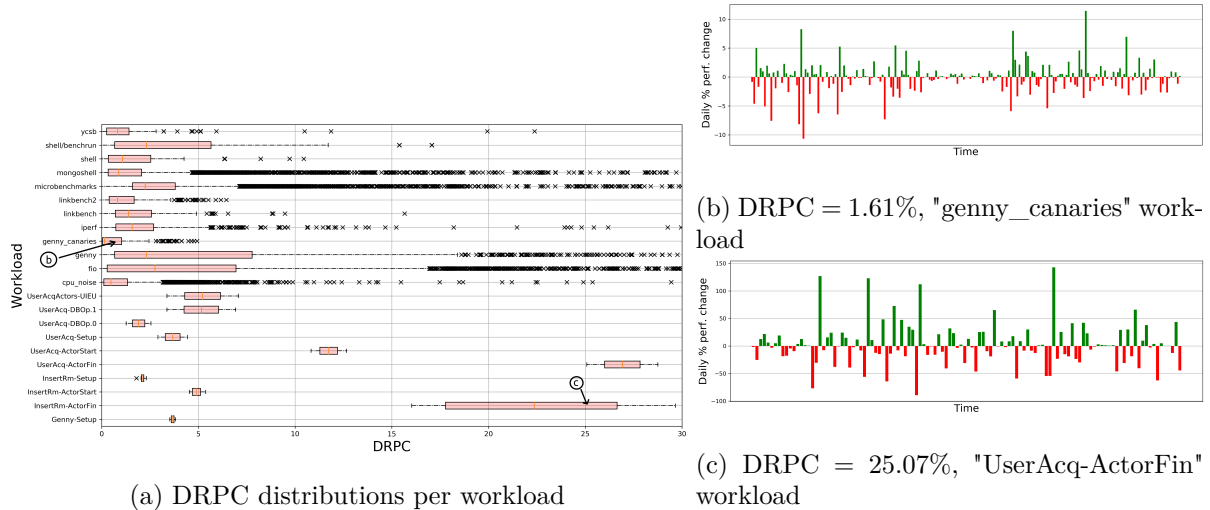 Workload
ycsb
shell/benchrun
shell
mongoshell
microbenchmarks
linkbench2
linkbench
iperf
genny_canaries
genny
fio
cpu_noise
UserAcqActors-UIEU
UserAcq-DBOp.1
UserAcq-DBOp.0
UserAcq-Setup
UserAcq-ActorStart
UserAcq-ActorFin
InsertRm-Setup
InsertRm-ActorStart
InsertRm-ActorFin
Genny-Setup
b
c
0 5 10 15 20 25 30
DRPC
(a) DRPC distributions per workload
Daily % perf. change
10
5
0
−5
−10
Time
(b) DRPC = 1.61%, "genny_canaries" work-
load
Daily % perf. change
150
100
50
0
−50
−100
Time
(c) DRPC = 25.07%, "UserAcq-ActorFin"
workload